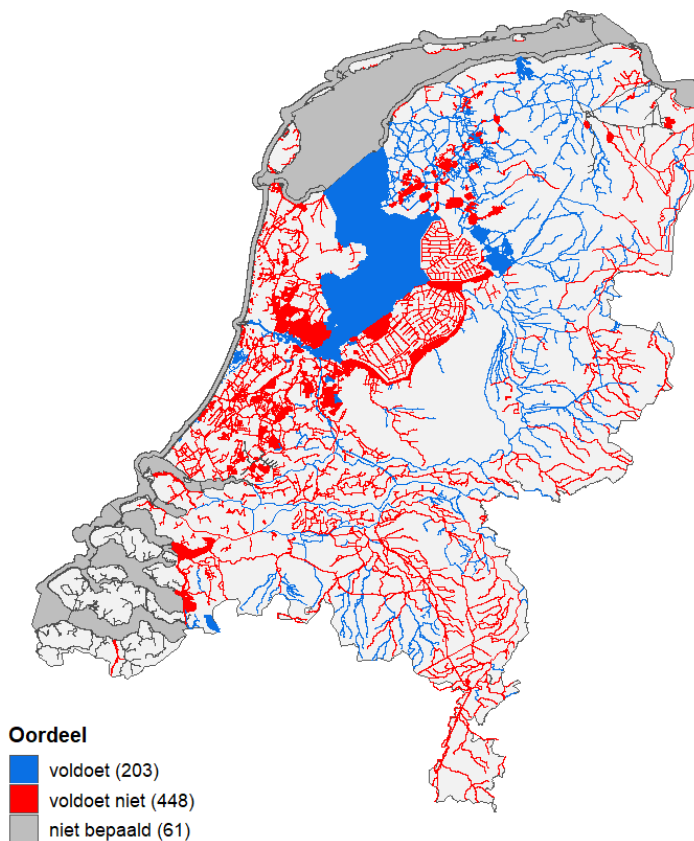 Oordeel
voldoet (203)
voldoet niet (448)
niet bepaald (61)